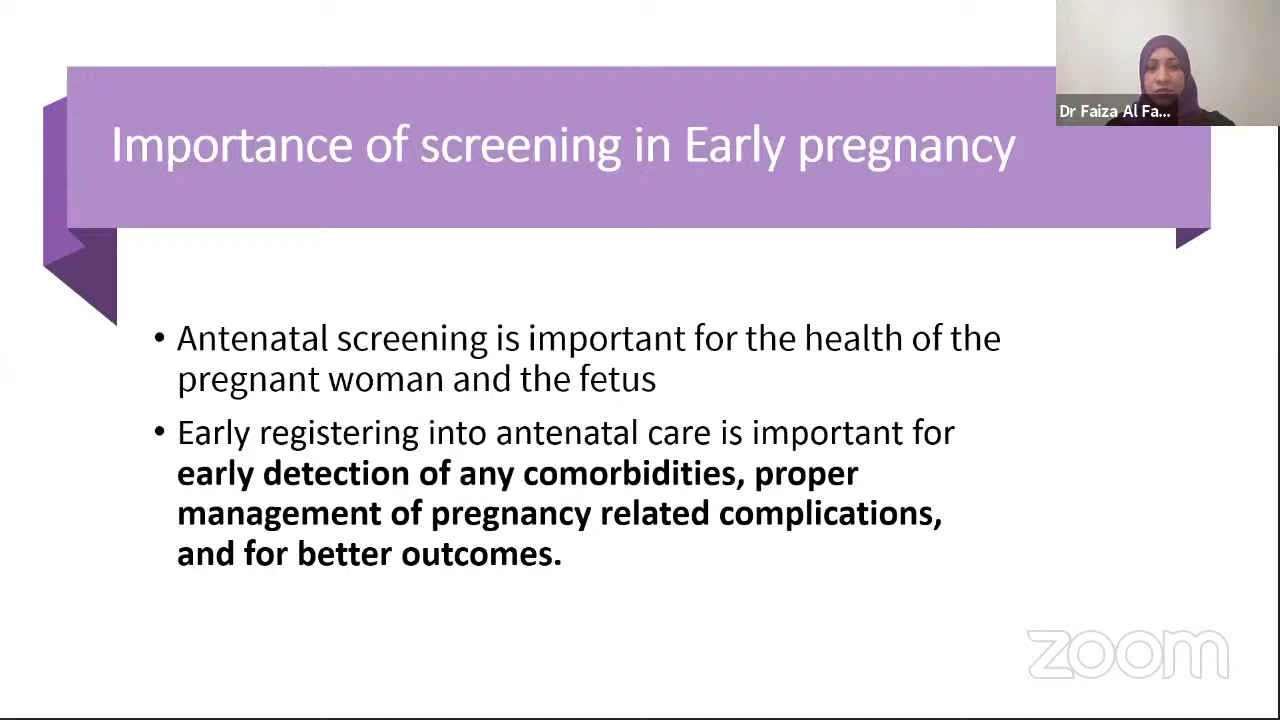 Dr Faiza Al Fa...
Importance of screening in Early pregnancy
• Antenatal screening is important for the health of the
pregnant woman and the fetus
• Early registering into antenatal care is important for
early detection of any comorbidities, proper
management of pregnancy related complications,
and for better outcomes.
zoom